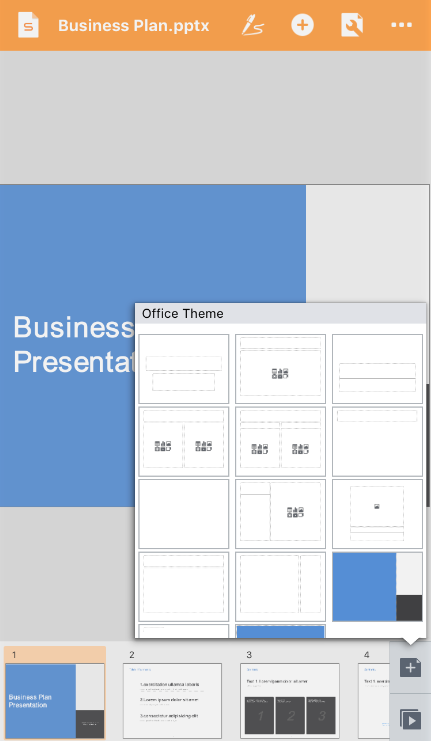 Business Plan.pptx
Business
Presentat
Office Theme
1
2
3
4
Business Plan
Presentation
1 2 3